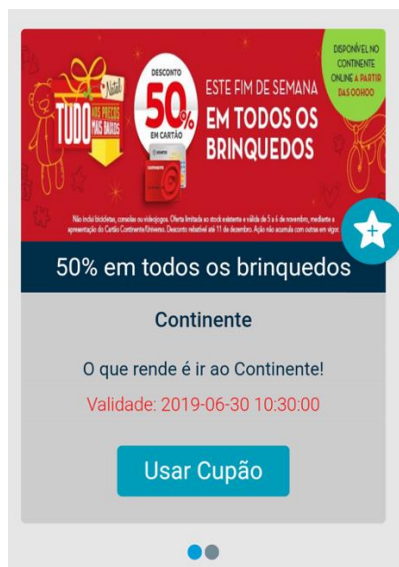 Natal
TUDO AOS PREÇOS
MAIS BAIXOS
DESCONTO
50%
EM CARTÃO
ESTE FIM DE SEMANA
EM TODOS OS
BRINQUEDOS
DISPONÍVEL NO
CONTINENTE
ONLINE A PARTIR
DAS 00H00
Não inclui bicicletas, consolas ou videojogos. Oferta limitada ao stock existente e válida de 5 a 6 de novembro, mediante a
apresentação do Cartão Continente/Universo. Desconto rebatível até 11 de dezembro. Ação não acumula com outras em vigor.
50% em todos os brinquedos
Continente
O que rende é ir ao Continente!
Validade: 2019-06-30 10:30:00
Usar Cupão